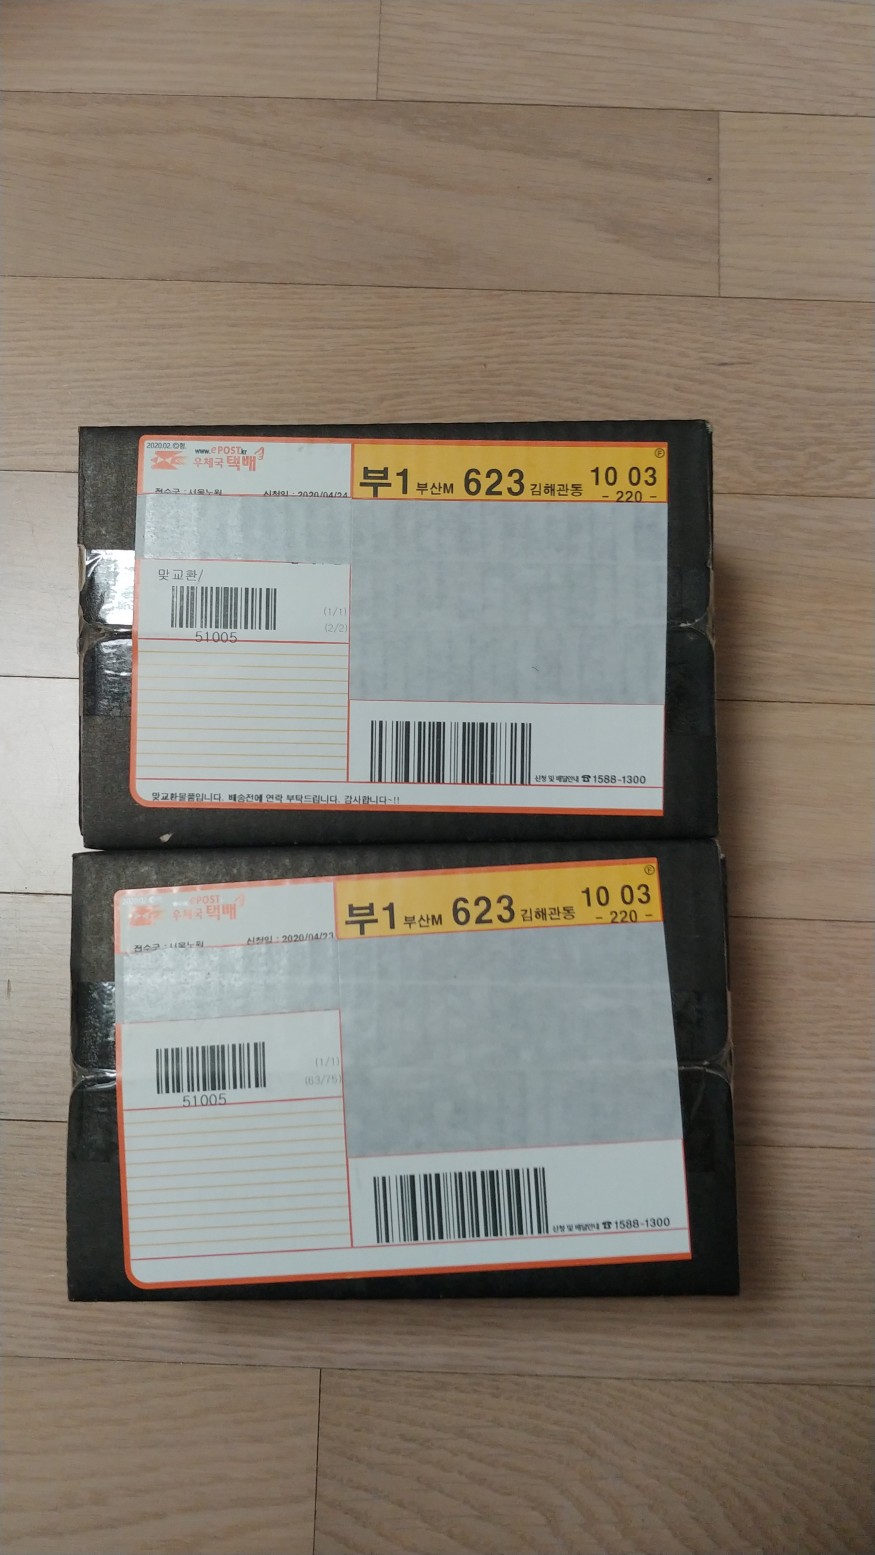 2020.02.
www.ePOST.kr
우체국 택배
부1 부산M 623 김해관동 10 03
- 220 -
접수국 : 서울노원 신청일 : 2020/04/24
맞교환/
(1/1)
51005
(2/2)
신청 및 배달안내 ☎1588-1300
맞교환물품입니다. 배송전에 연락 부탁드립니다. 감사합니다~!!
ePOST
우체국 택배
부1 부산M 623 김해관동 10 03
- 220 -
접수국 : 서울노원 신청일 : 2020/04/23
(1/1)
51005
(63/75)
신청 및 배달안내 ☎1588-1300